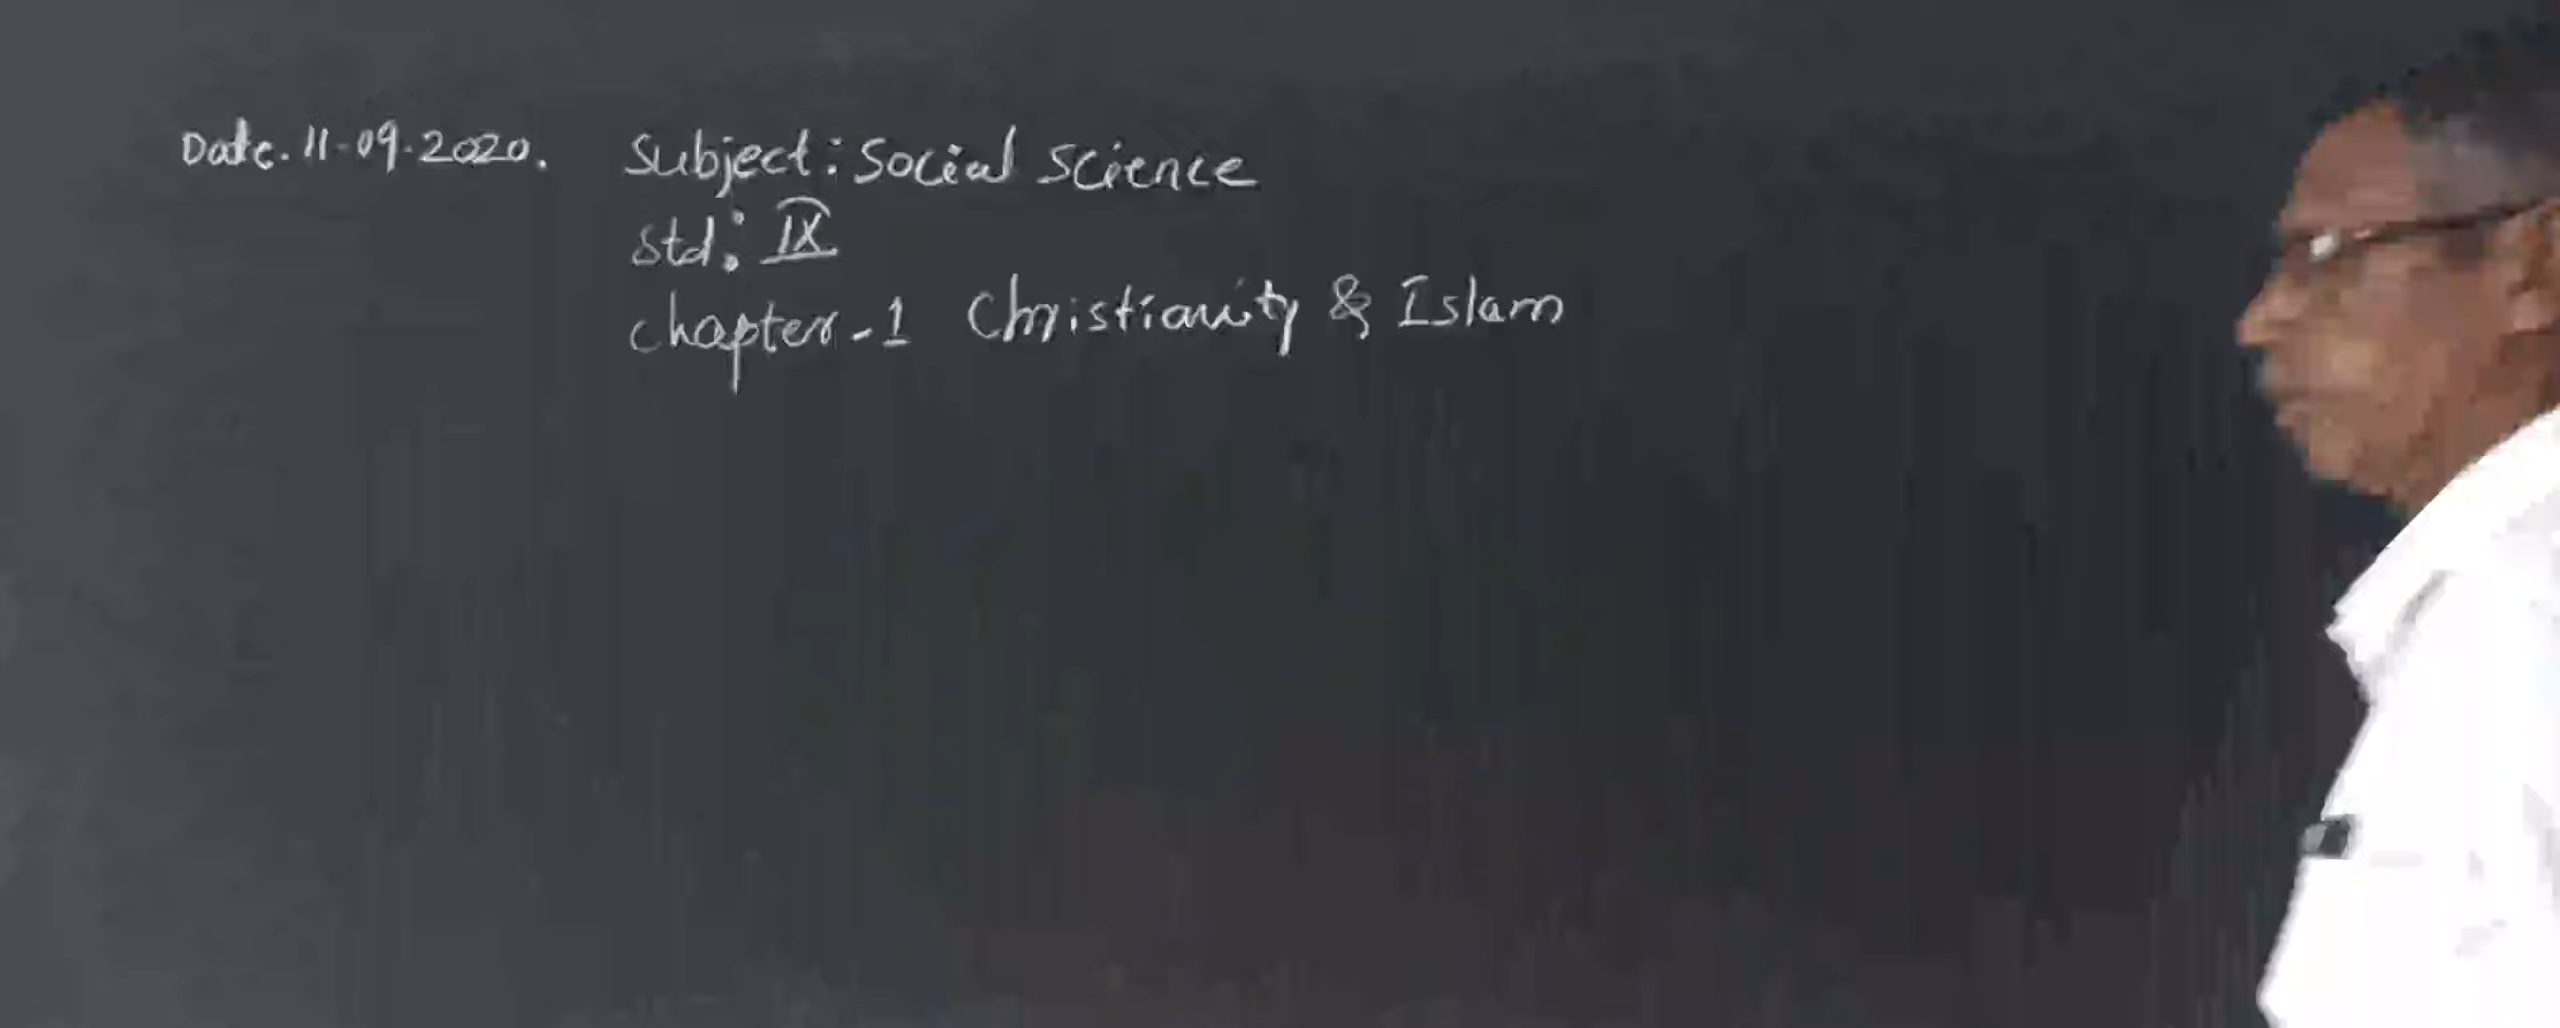 Date. 11-09-2020. Subject: Social Science
Std: IX
Chapter-1 Christianity & Islam